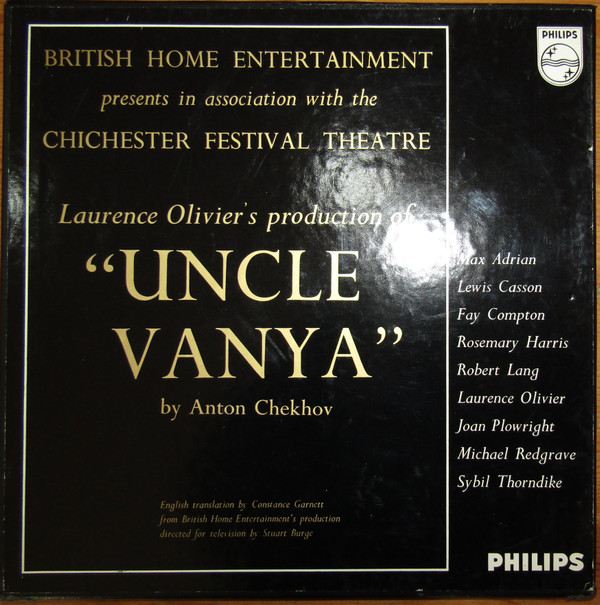 BRITISH HOME ENTERTAINMENT
presents in association with the
CHICHESTER FESTIVAL THEATRE
Laurence Olivier's production of
"UNCLE
VANYA"
by Anton Chekhov
English translation by Constance Garnett
from British Home Entertainment's production
directed for television by Stuart Burge
PHILIPS
Max Adrian
Lewis Casson
Fay Compton
Rosemary Harris
Robert Lang
Laurence Olivier
Joan Plowright
Michael Redgrave
Sybil Thorndike
PHILIPS